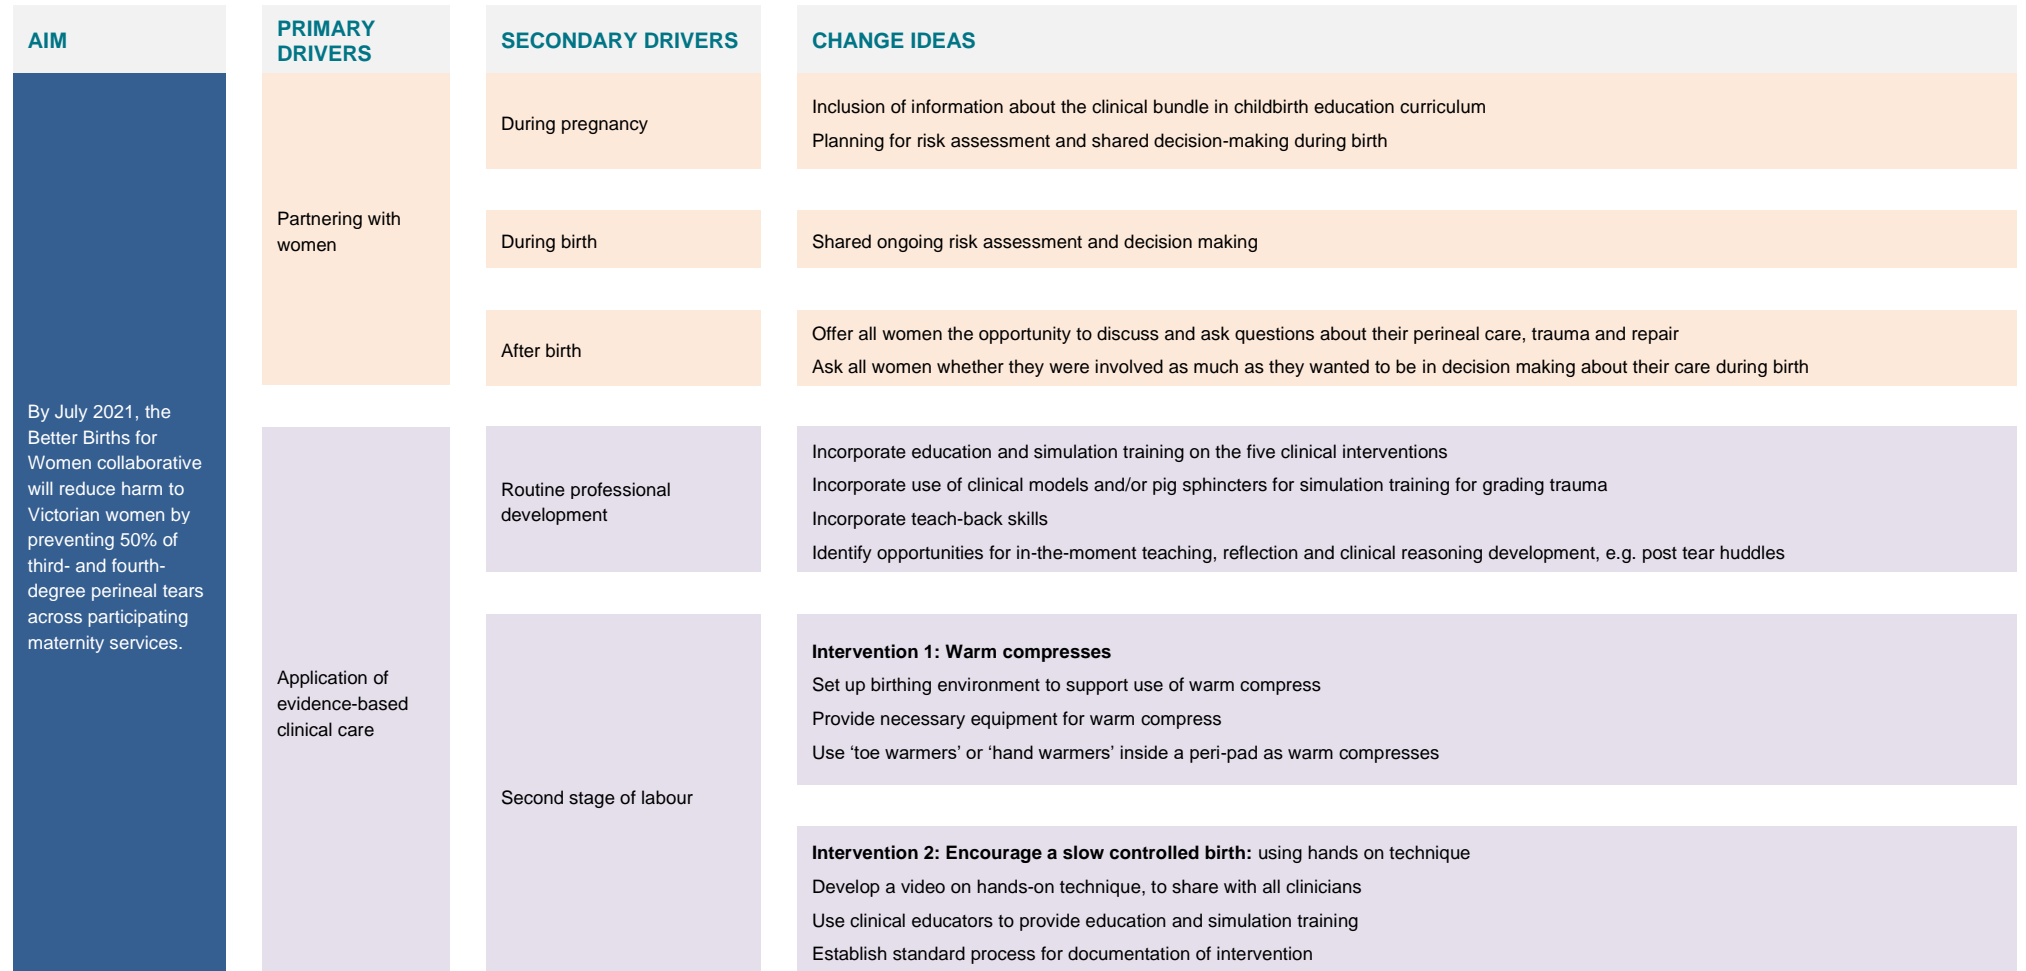 AIM
PRIMARY
DRIVERS
SECONDARY DRIVERS
CHANGE IDEAS
By July 2021, the
Better Births for
Women collaborative
will reduce harm to
Victorian women by
preventing 50% of
third- and fourth-
degree perineal tears
across participating
maternity services.
Partnering with
women
During pregnancy
Inclusion of information about the clinical bundle in childbirth education curriculum
Planning for risk assessment and shared decision-making during birth
During birth
Shared ongoing risk assessment and decision making
After birth
Offer all women the opportunity to discuss and ask questions about their perineal care, trauma and repair
Ask all women whether they were involved as much as they wanted to be in decision making about their care during birth
Application of
evidence-based
clinical care
Routine professional
development
Incorporate education and simulation training on the five clinical interventions
Incorporate use of clinical models and/or pig sphincters for simulation training for grading trauma
Incorporate teach-back skills
Identify opportunities for in-the-moment teaching, reflection and clinical reasoning development, e.g. post tear huddles
Second stage of labour
Intervention 1: Warm compresses
Set up birthing environment to support use of warm compress
Provide necessary equipment for warm compress
Use ‘toe warmers’ or ‘hand warmers’ inside a peri-pad as warm compresses
Intervention 2: Encourage a slow controlled birth: using hands on technique
Develop a video on hands-on technique, to share with all clinicians
Use clinical educators to provide education and simulation training
Establish standard process for documentation of intervention